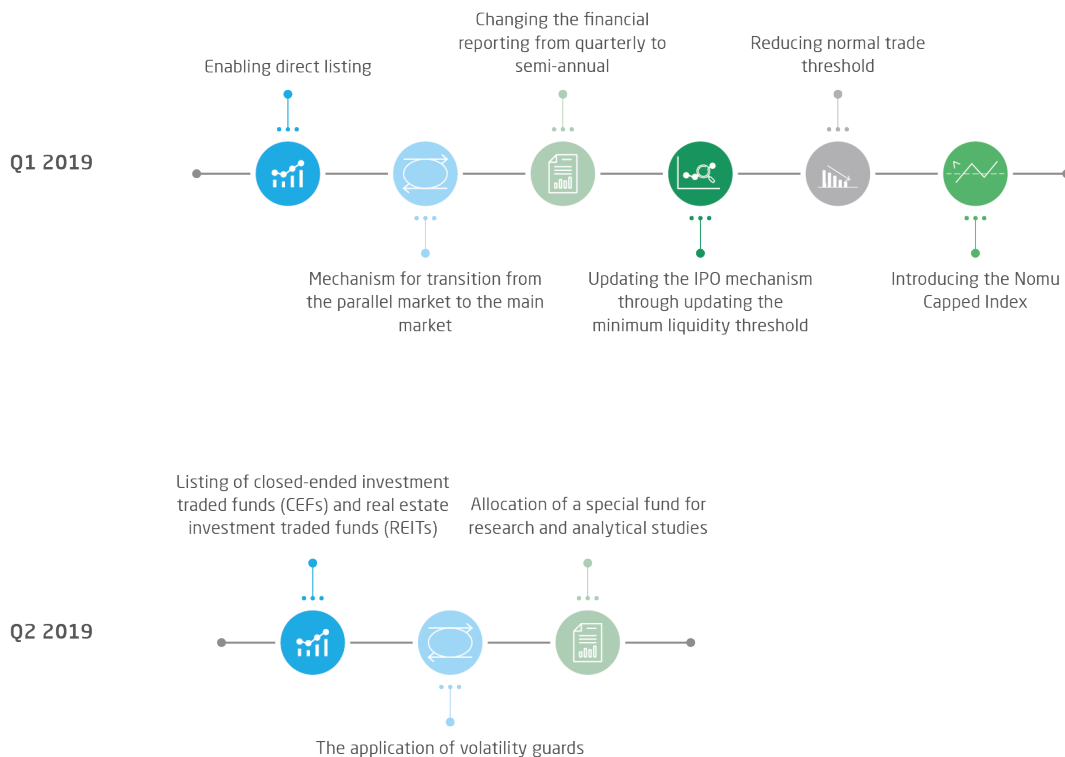 Q1 2019
Enabling direct listing
Mechanism for transition from
the parallel market to the main
market
Changing the financial
reporting from quarterly to
semi-annual
Updating the IPO mechanism
through updating the
minimum liquidity threshold
Reducing normal trade
threshold
Introducing the Nomu
Capped Index
Q2 2019
Listing of closed-ended investment
traded funds (CEFs) and real estate
investment traded funds (REITs)
The application of volatility guards
Allocation of a special fund for
research and analytical studies